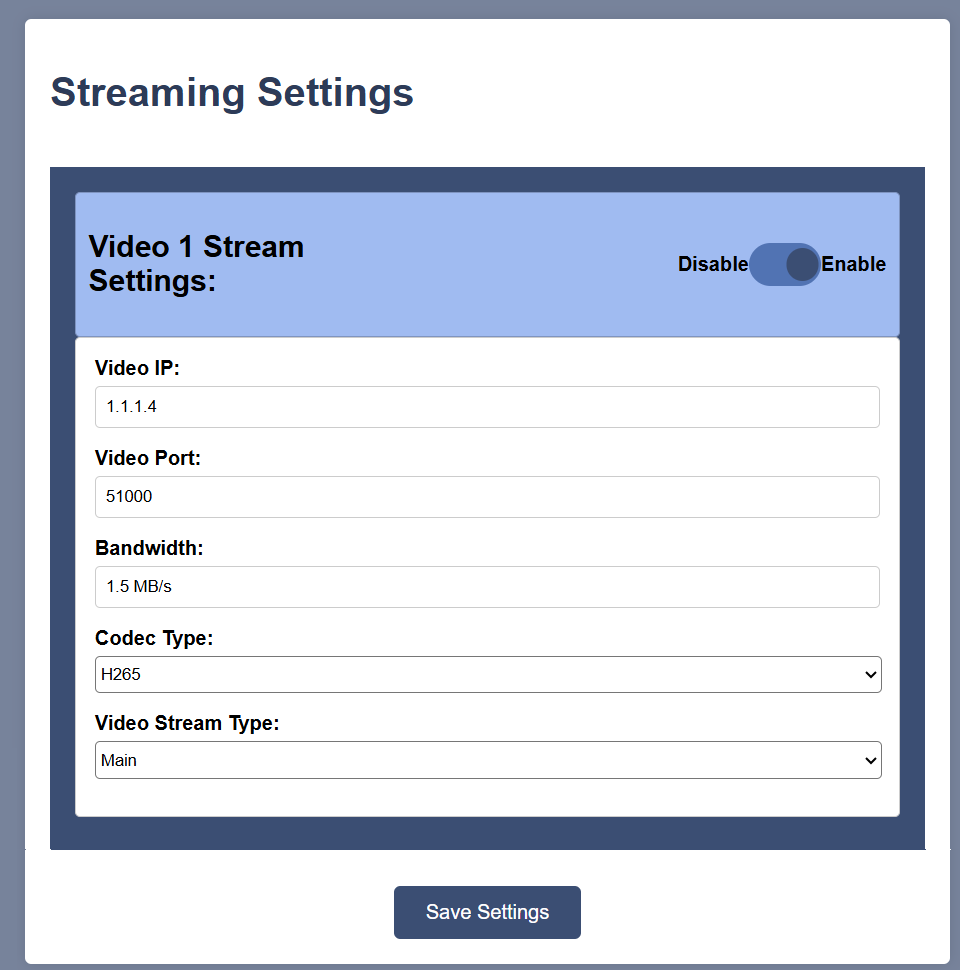 Streaming Settings
Video 1 Stream
Settings:
Disable Enable
Video IP:
1.1.1.4
Video Port:
51000
Bandwidth:
1.5 MB/s
Codec Type:
H265
Video Stream Type:
Main
Save Settings